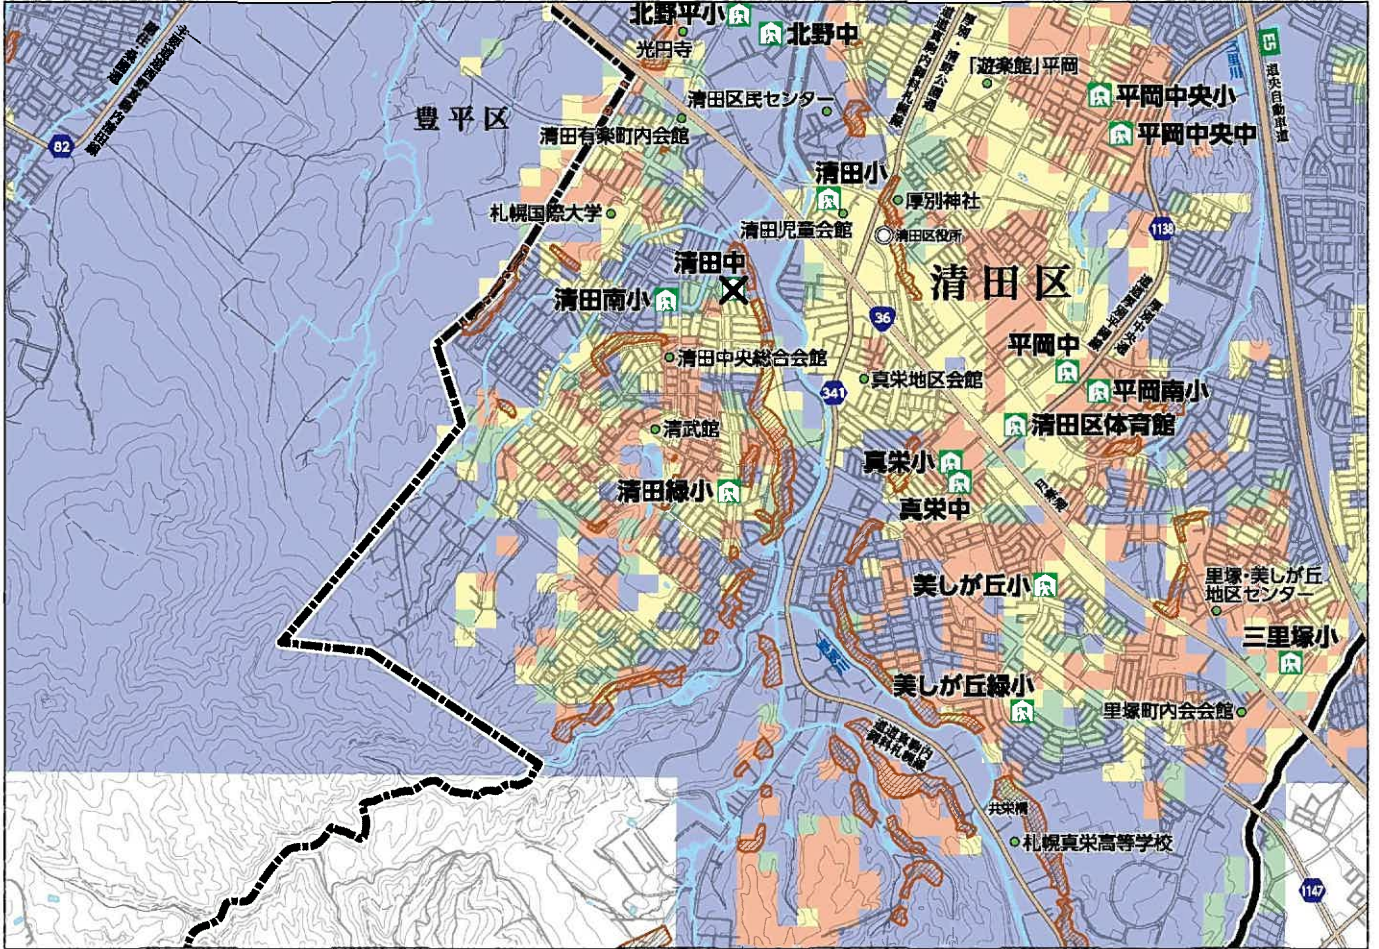 北野平小
北野中
光円寺
清田区民センター
豊平区
清田有楽町内会館
「遊楽館」平岡
平岡中央小
平岡中央中
E5
道央自動車道
82
清田小
厚別神社
札幌国際大学
清田児童会館
清田区役所
1138
清田中
清田南小
清田区
36
清田中央総合会館
平岡中
真栄地区会館
平岡南小
341
清田区体育館
清武館
真栄小
清田緑小
真栄中
美しが丘小
里塚・美しが丘
地区センター
三里塚小
美しが丘緑小
里塚町内会会館
共栄橋
札幌真栄高等学校
1147